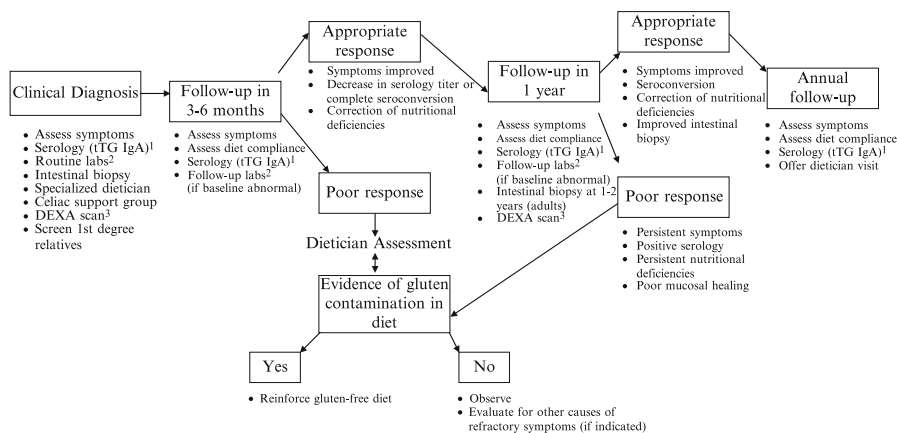 Clinical Diagnosis
• Assess symptoms
• Serology (tTG IgA)1
• Routine labs2
• Intestinal biopsy
• Specialized dietician
• Celiac support group
• DEXA scan3
• Screen 1st degree
relatives
Follow-up in
3-6 months
• Assess symptoms
• Assess diet compliance
• Serology (tTG IgA)1
• Follow-up labs2
(if baseline abnormal)
Appropriate
response
• Symptoms improved
• Decrease in serology titer or
complete seroconversion
• Correction of nutritional
deficiencies
Poor response
Dietician Assessment
Evidence of gluten
contamination in
diet
Yes
• Reinforce gluten-free diet
No
• Observe
• Evaluate for other causes of
refractory symptoms (if indicated)
Follow-up in
1 year
• Assess symptoms
• Assess diet compliance
• Serology (tTG IgA)1
• Follow-up labs2
(if baseline abnormal)
• Intestinal biopsy at 1-2
years (adults)
• DEXA scan3
Appropriate
response
• Symptoms improved
• Seroconversion
• Correction of nutritional
deficiencies
• Improved intestinal
biopsy
Poor response
• Persistent symptoms
• Positive serology
• Persistent nutritional
deficiencies
• Poor mucosal healing
Annual
follow-up
• Assess symptoms
• Assess diet compliance
• Serology (tTG IgA)1
• Offer dietician visit